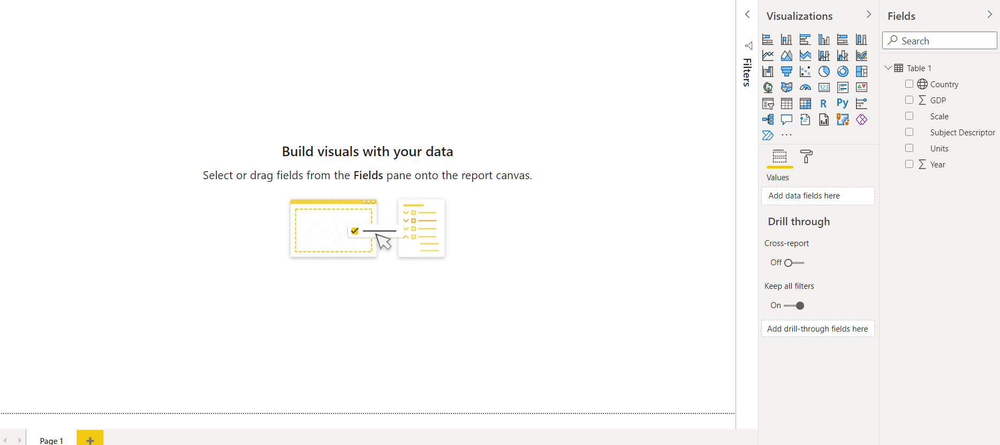 Build visuals with your data
Select or drag fields from the Fields pane onto the report canvas.
Page 1
Filters
Visualizations
123
R
Py
Values
Add data fields here
Drill through
Cross-report
Off
Keep all filters
On
Add drill-through fields here
Fields
Search
Table 1
Country
∑ GDP
Scale
Subject Descriptor
Units
∑ Year